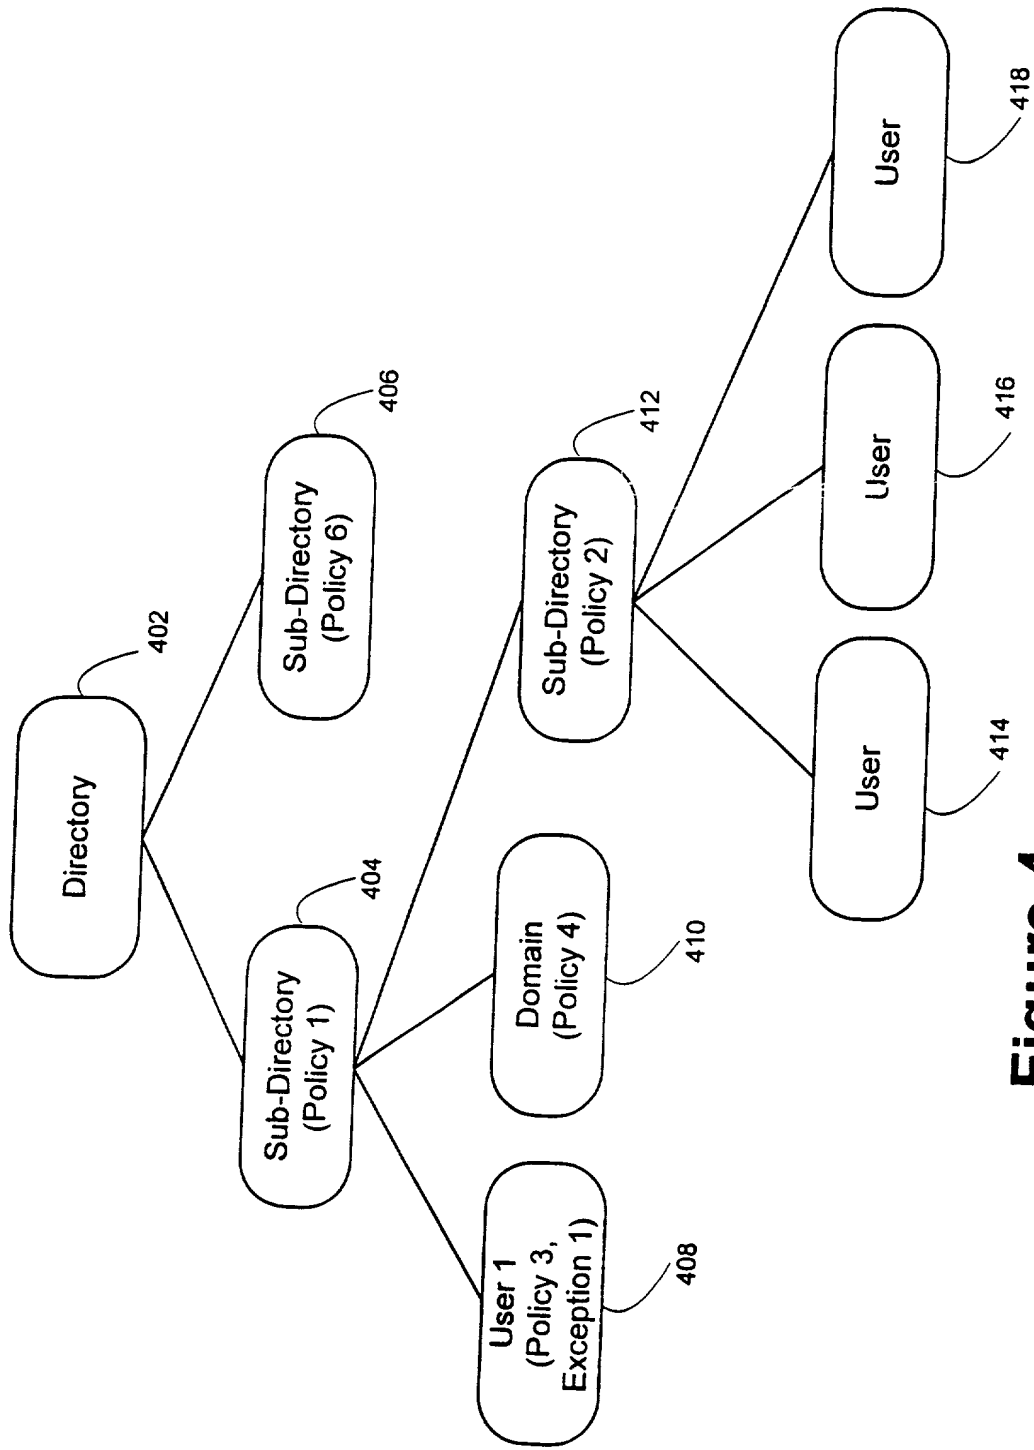 Directory
402
Sub-Directory
(Policy 1)
404
Sub-Directory
(Policy 6)
406
User 1
(Policy 3,
Exception 1)
408
Domain
(Policy 4)
410
Sub-Directory
(Policy 2)
412
User
414
User
416
User
418
Figure 4